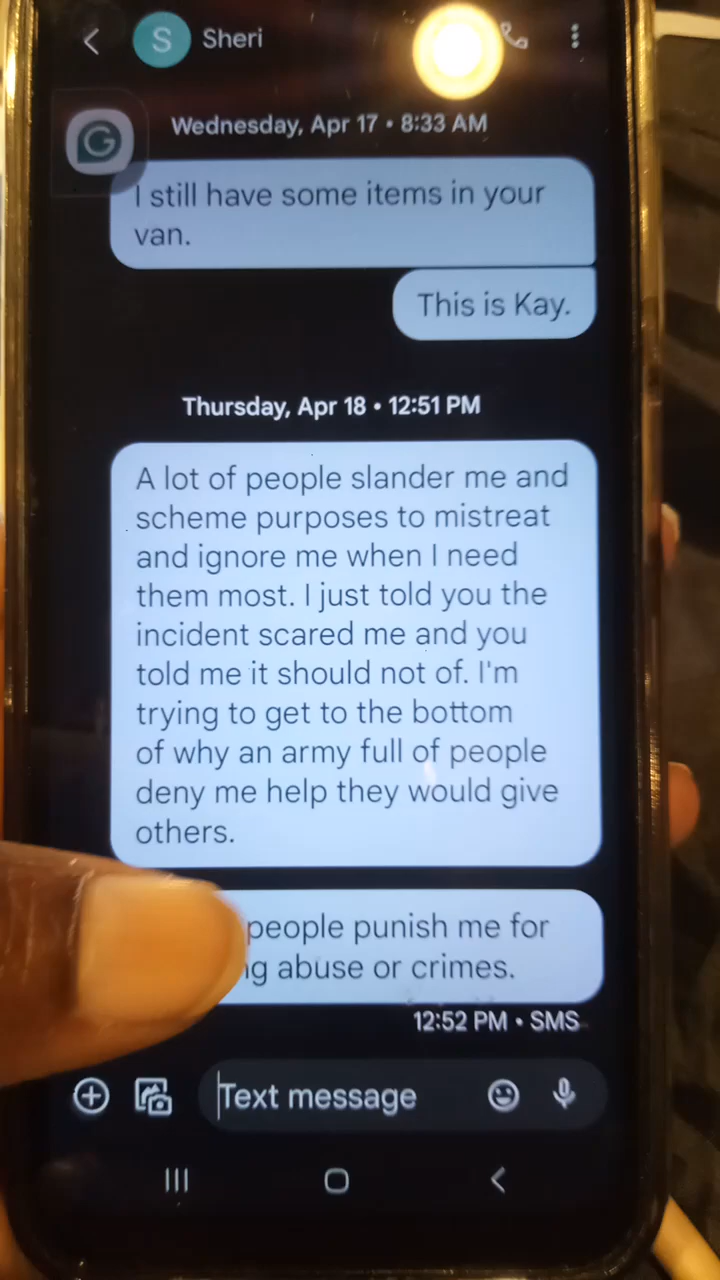 S Sheri
Wednesday, Apr 17 • 8:33 AM
G
I still have some items in your
van.
This is Kay.
Thursday, Apr 18 • 12:51 PM
A lot of people slander me and
scheme purposes to mistreat
and ignore me when I need
them most. I just told you the
incident scared me and you
told me it should not of. I'm
trying to get to the bottom
of why an army full of people
deny me help they would give
others.
people punish me for
abuse or crimes.
12:52 PM • SMS
Text message